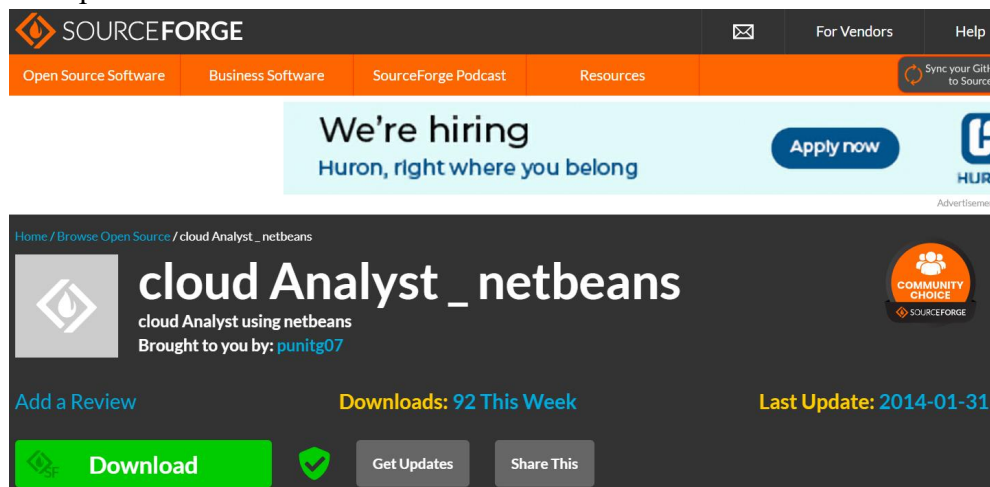 SOURCEFORGE
For Vendors
Help
Open Source Software
Business Software
SourceForge Podcast
Resources
Sync your GitH
to Source
We're hiring
Huron, right where you belong
Apply now
HUR
Advertiseme
Home / Browse Open Source / cloud Analyst _ netbeans
cloud Analyst _ netbeans
cloud Analyst using netbeans
Brought to you by: punitg07
COMMUNITY
CHOICE
SOURCEFORGE
Add a Review
Downloads: 92 This Week
Last Update: 2014-01-31
SF
Download
Get Updates
Share This